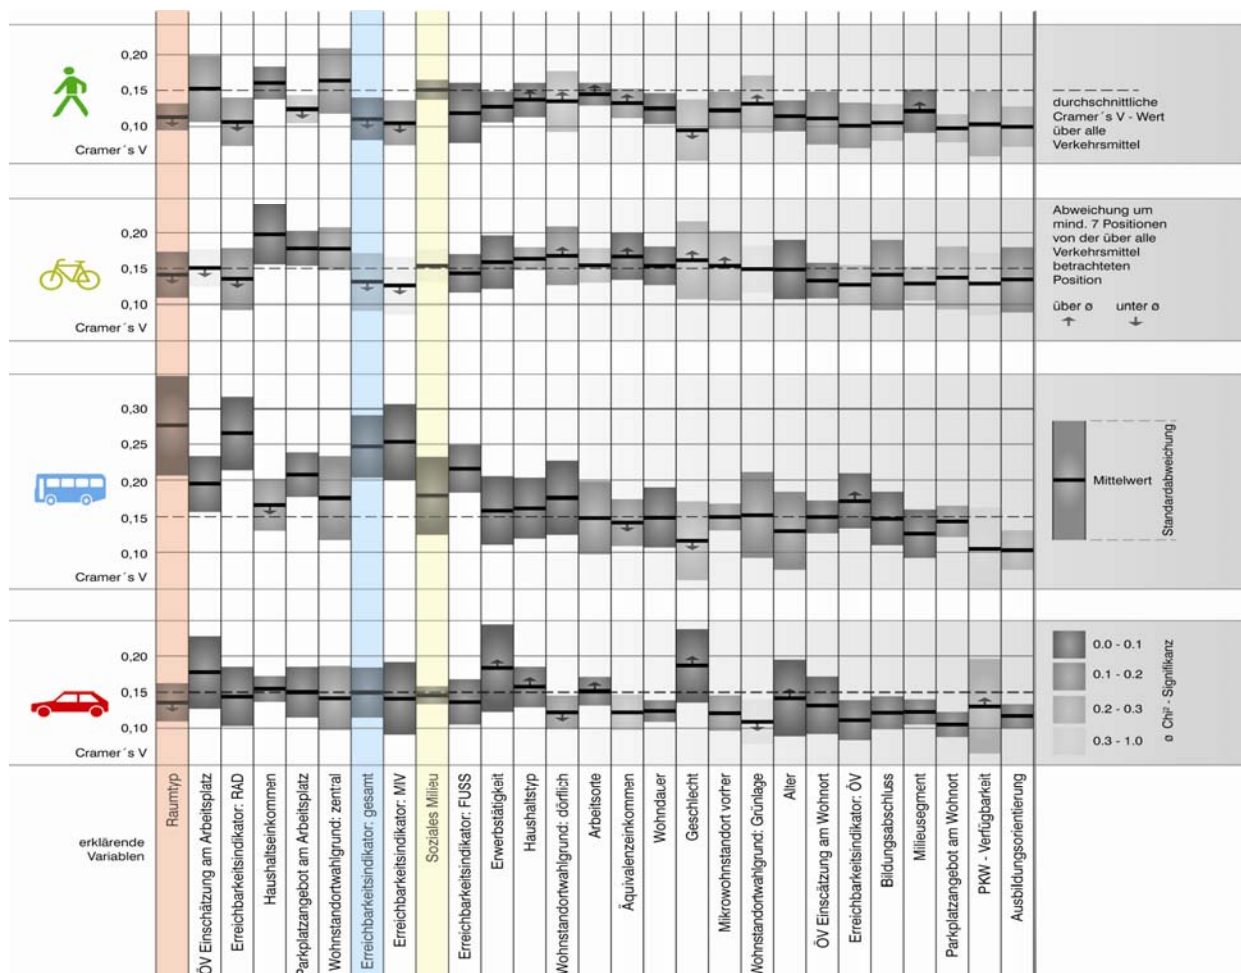 0,20
0,15
0,10
Cramer´s V
durchschnittliche
Cramer´s V - Wert
über alle
Verkehrsmittel
0,20
0,15
0,10
Cramer´s V
Abweichung um
mind. 7 Positionen
von der über alle
Verkehrsmittel
betrachteten
Position
über ø
unter ø
0,30
0,25
0,20
0,15
0,10
Cramer´s V
Mittelwert
Standardabweichung
0,20
0,15
0,10
Cramer´s V
0.0 - 0.1
0.1 - 0.2
0.2 - 0.3
0.3 - 1.0
ø Chi² - Signifikanz
erklärende
Variablen
Raumtyp
ÖV Einschätzung am Arbeitsplatz
Erreichbarkeitsindikator: RAD
Haushaltseinkommen
Parkplatzangebot am Arbeitsplatz
Wohnstandortwahlgrund: zentral
Erreichbarkeitsindikator: gesamt
Erreichbarkeitsindikator: MIV
Soziales Milieu
Erreichbarkeitsindikator: FUSS
Erwerbstätigkeit
Haushaltstyp
Wohnstandortwahlgrund: dörflich
Arbeitsorte
Äquivalenzeinkommen
Wohndauer
Geschlecht
Mikrowohnstandort vorher
Wohnstandortwahlgrund: Grünlage
Alter
ÖV Einscätzung am Wohnort
Erreichbarkeitsindikator: ÖV
Bildungsabschluss
Milieusegment
Parkplatzangebot am Wohnort
PKW - Verfügbarkeit
Ausbildungsorientierung